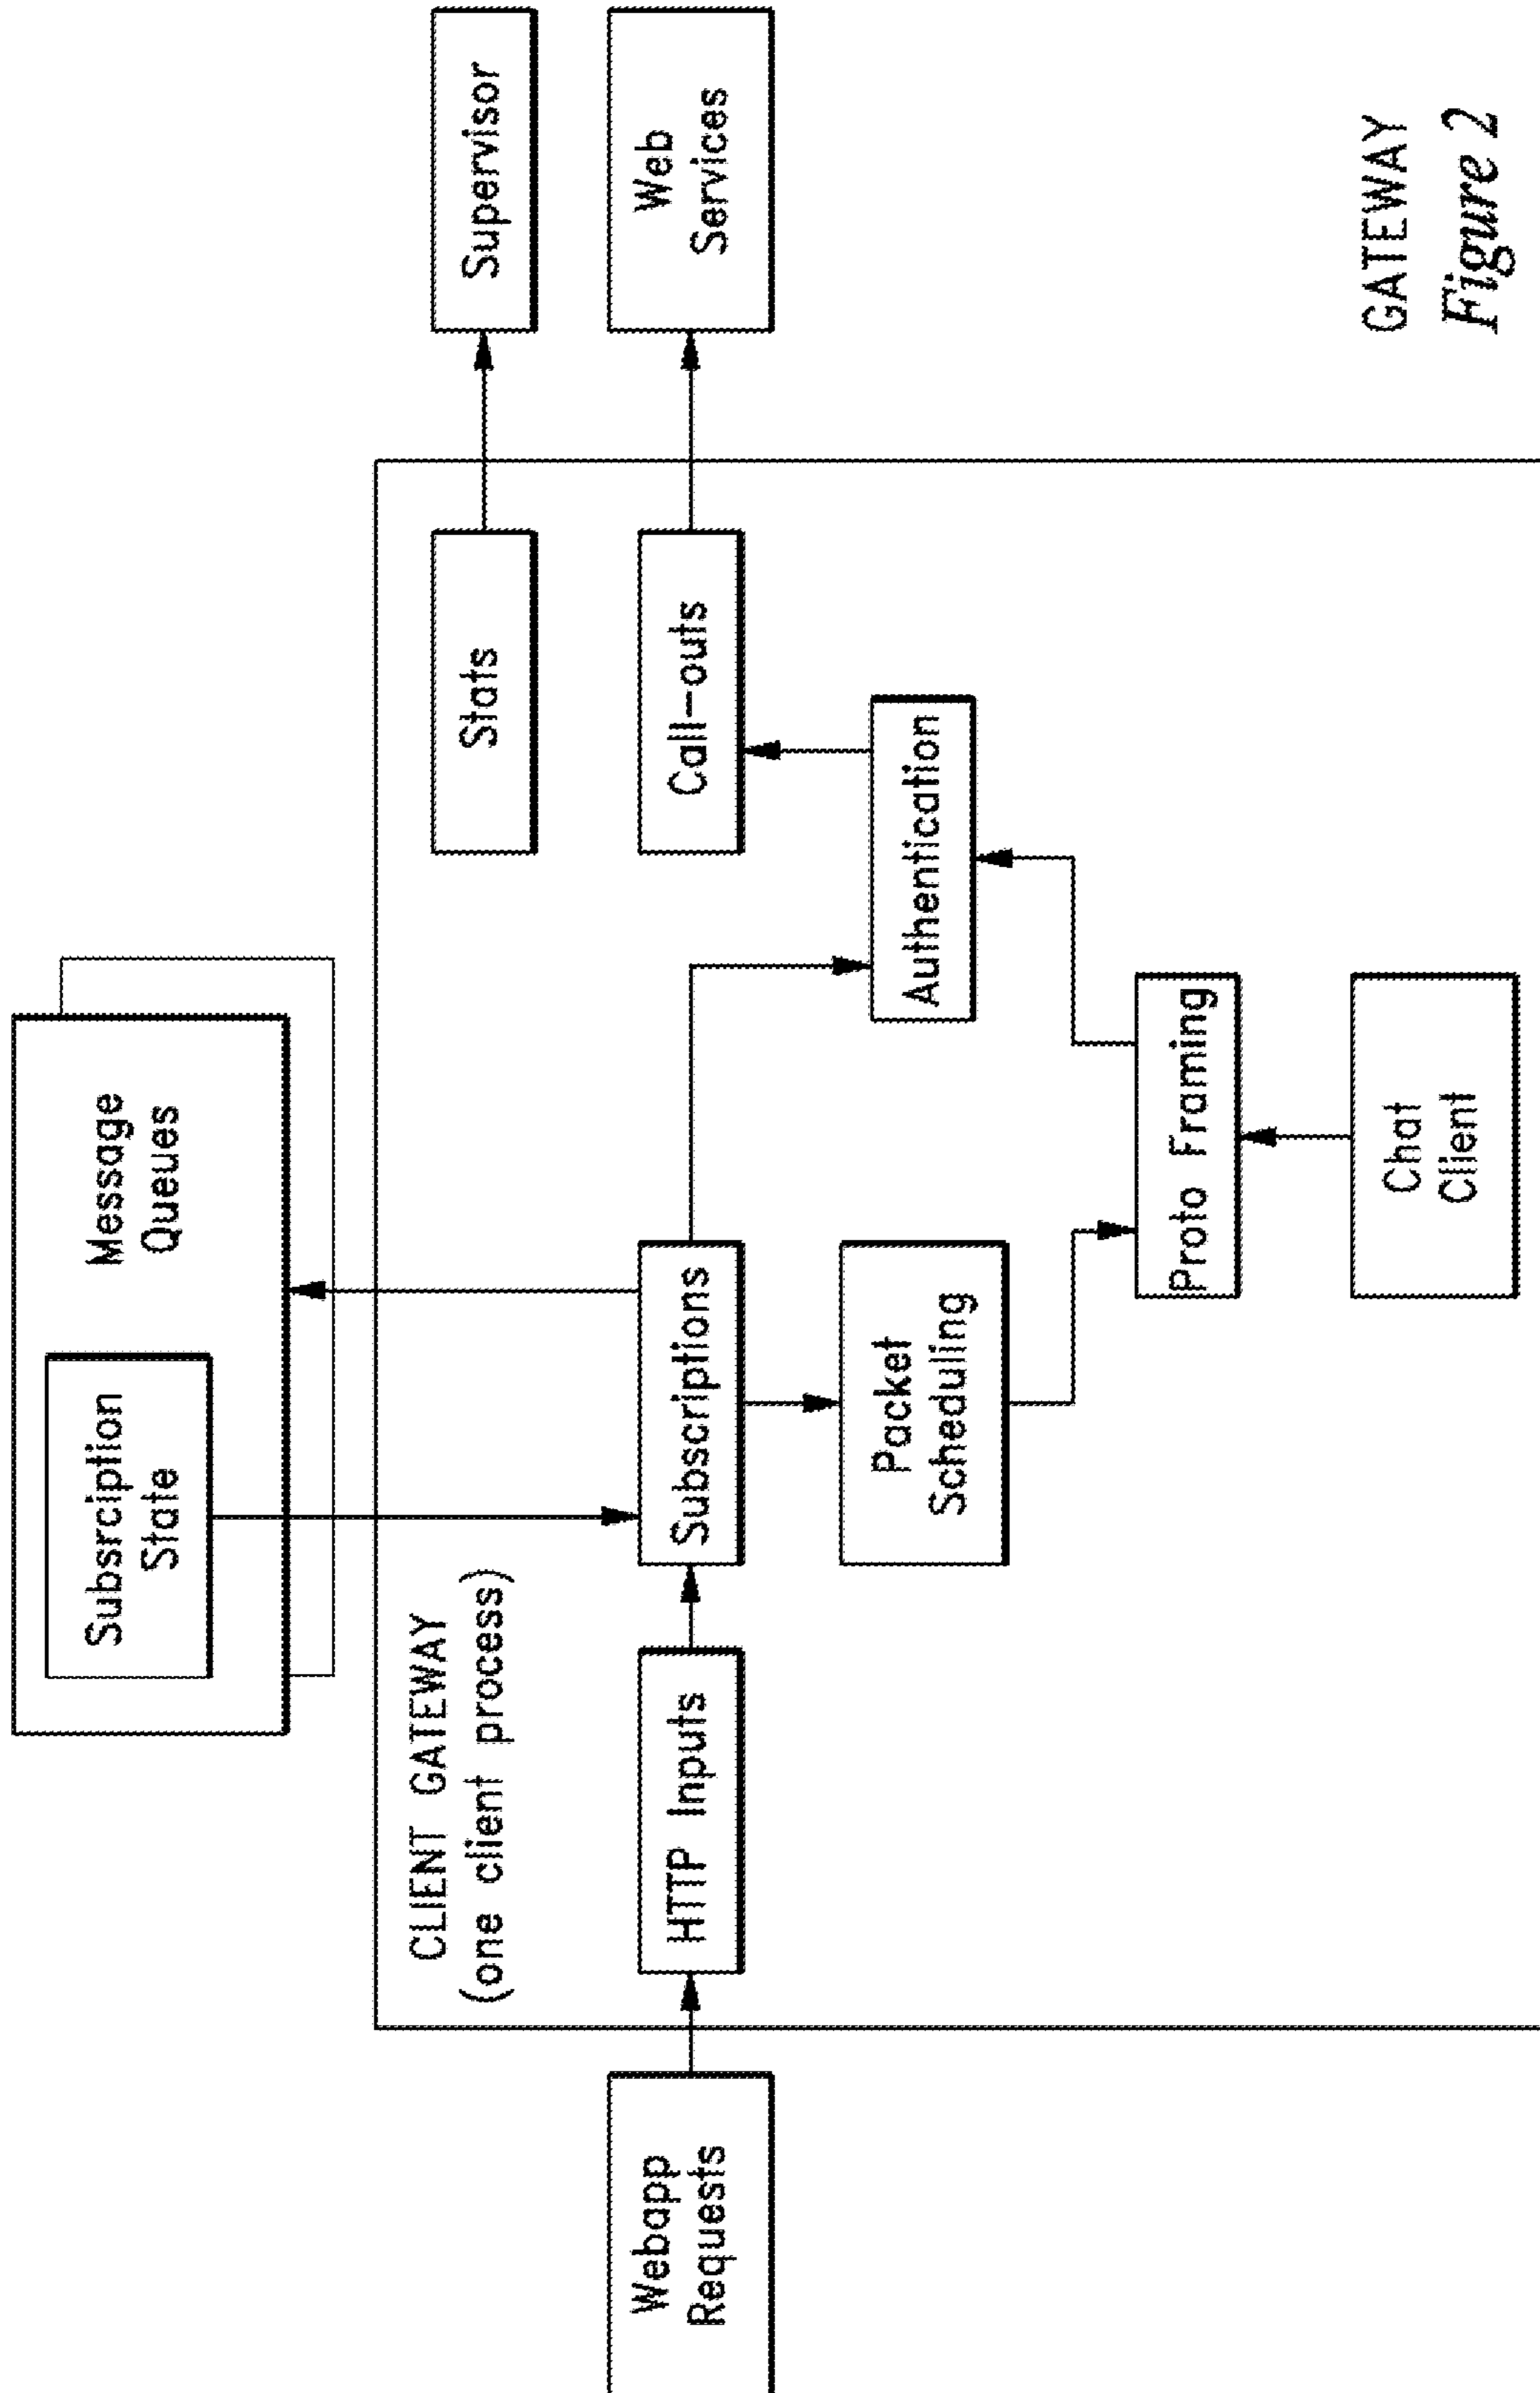 Subsrciption
State
Message
Queues
CLIENT GATEWAY
(one client process)
Stats
Supervisor
Webapp
Requests
HTTP Inputs
Subscriptions
Call-outs
Web
Services
Packet
Scheduling
Authentication
Proto Framing
Chat
Client
GATEWAY
Figure 2